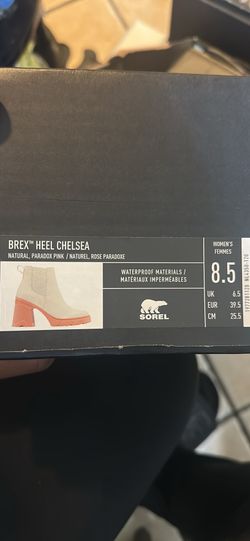 BREX™ HEEL CHELSEA
NATURAL, PARADOX PINK / NATUREL, ROSE PARADOXE
WATERPROOF MATERIALS /
MATÉRIAUX IMPERMÉABLES
SOREL
WOMEN'S
FEMMES
8.5
UK 6.5
EUR 39.5
CM 25.5